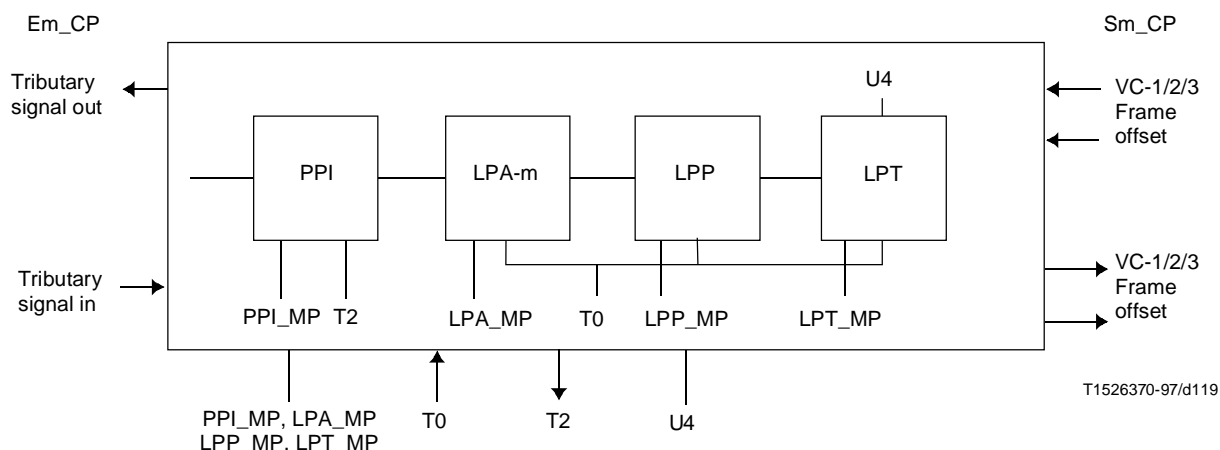 Em_CP
Sm_CP
Tributary
signal out
U4
VC-1/2/3
Frame
offset
PPI
LPA-m
LPP
LPT
Tributary
signal in
VC-1/2/3
Frame
offset
PPI_MP T2
LPA_MP
T0
LPP_MP
LPT_MP
T1526370-97/d119
PPI_MP, LPA_MP
LPP_MP, LPT_MP
T0
T2
U4